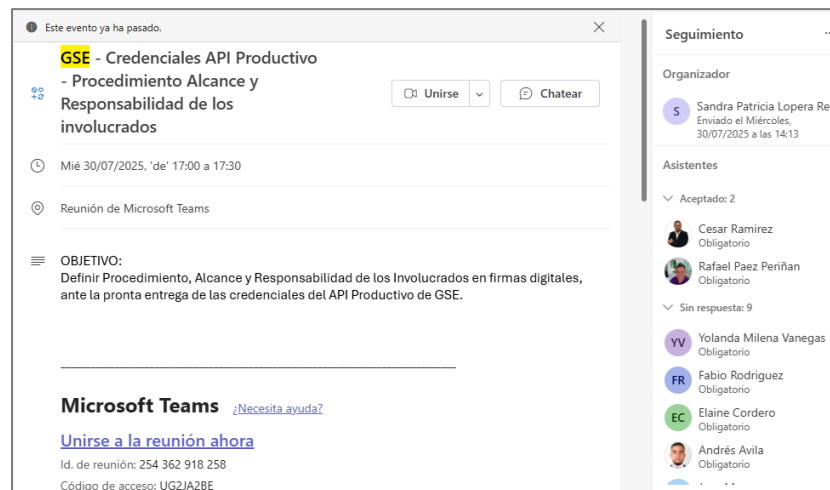 Este evento ya ha pasado.
GSE - Credenciales API Productivo
- Procedimiento Alcance y
Responsabilidad de los
involucrados
Unirse
Chatear
Mié 30/07/2025, 'de' 17:00 a 17:30
Reunión de Microsoft Teams
OBJETIVO:
Definir Procedimiento, Alcance y Responsabilidad de los Involucrados en firmas digitales,
ante la pronta entrega de las credenciales del API Productivo de GSE.
Microsoft Teams ¿Necesita ayuda?
Unirse a la reunión ahora
Id. de reunión: 254 362 918 258
Código de acceso: UG2JA2BE
Seguimiento
Organizador
S
Sandra Patricia Lopera Re
Enviado el Miércoles,
30/07/2025 a las 14:13
Asistentes
Aceptado: 2
Cesar Ramirez
Obligatorio
Rafael Paez Periñan
Obligatorio
Sin respuesta: 9
YV
Yolanda Milena Vanegas
Obligatorio
FR
Fabio Rodriguez
Obligatorio
EC
Elaine Cordero
Obligatorio
Andrés Avila
Obligatorio